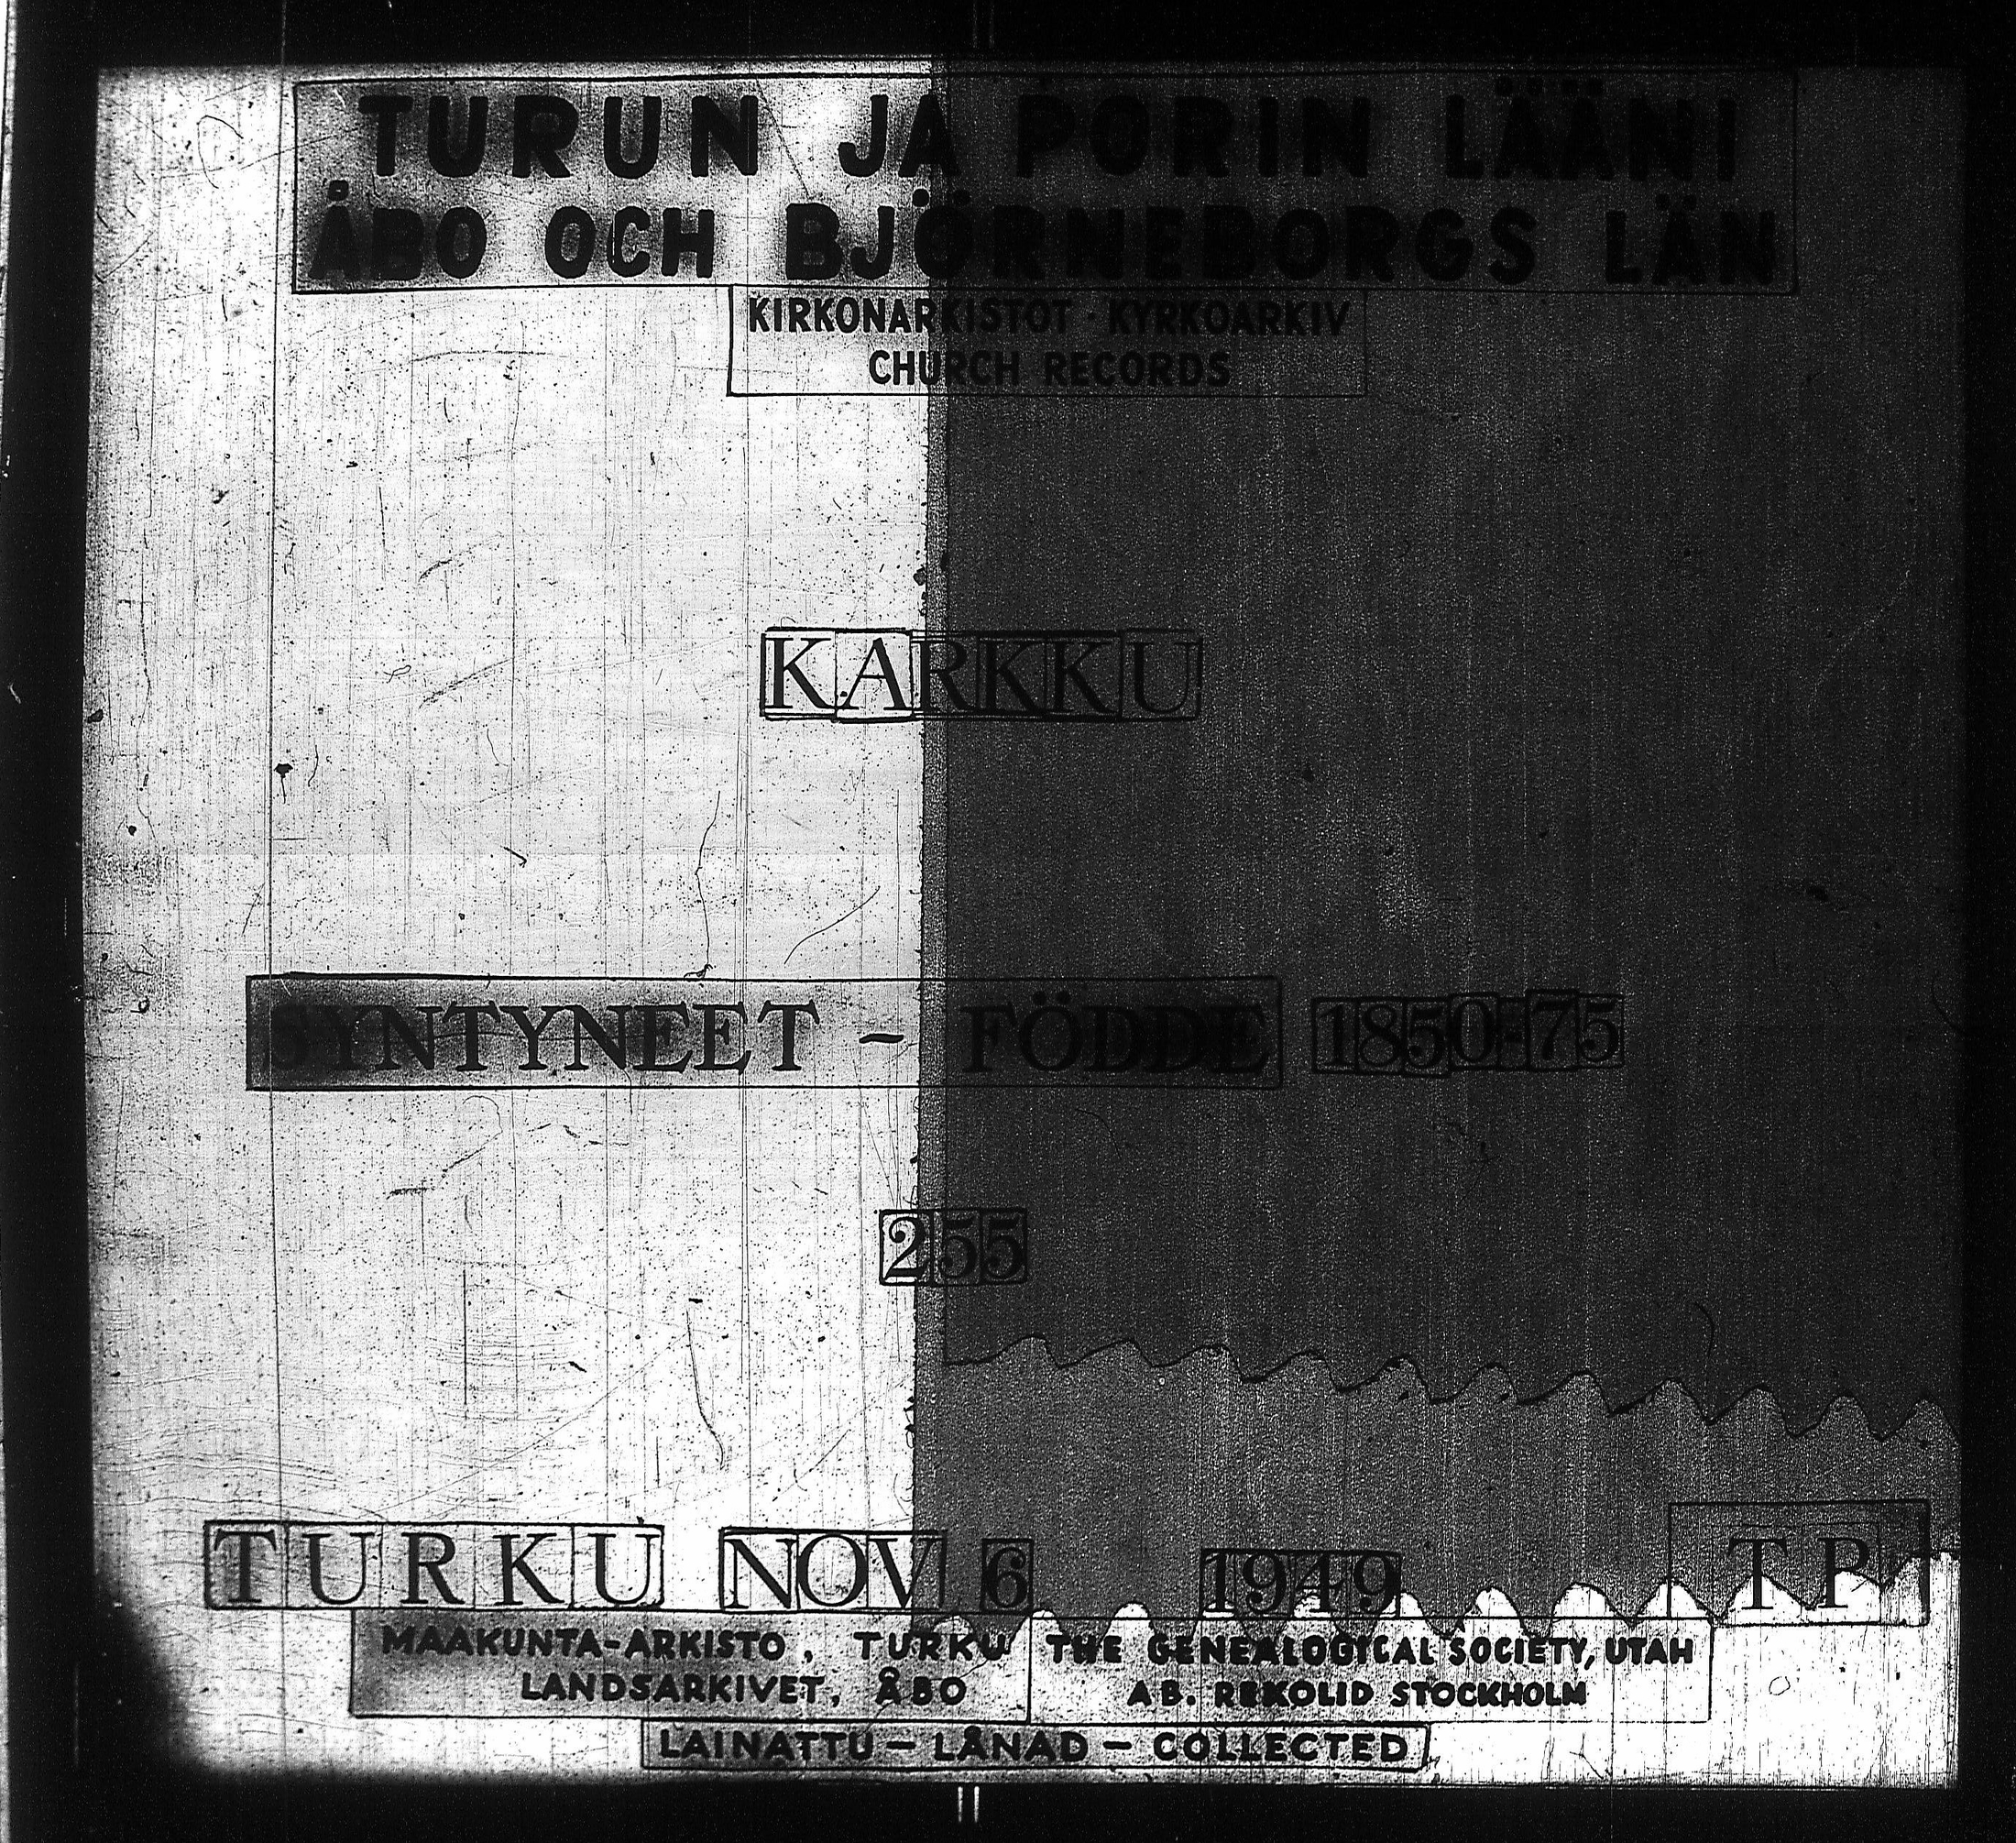 TURUN JA PORIN LÄÄNI
ÅBO OCH BJÖRNEBORGS LÄN
KIRKONARKISTOT · KYRKOARKIV
CHURCH RECORDS
KARKKU
SYNTYNEET - FÖDDE 1850-75
255
TURKU NOV 6 1949 TP
MAAKUNTA-ARKISTO, TURKU
LANDSARKIVET, ÅBO
THE GENEALOGICAL SOCIETY, UTAH
AB. REKOLID STOCKHOLM
LAINATTU - LÅNAD - COLLECTED